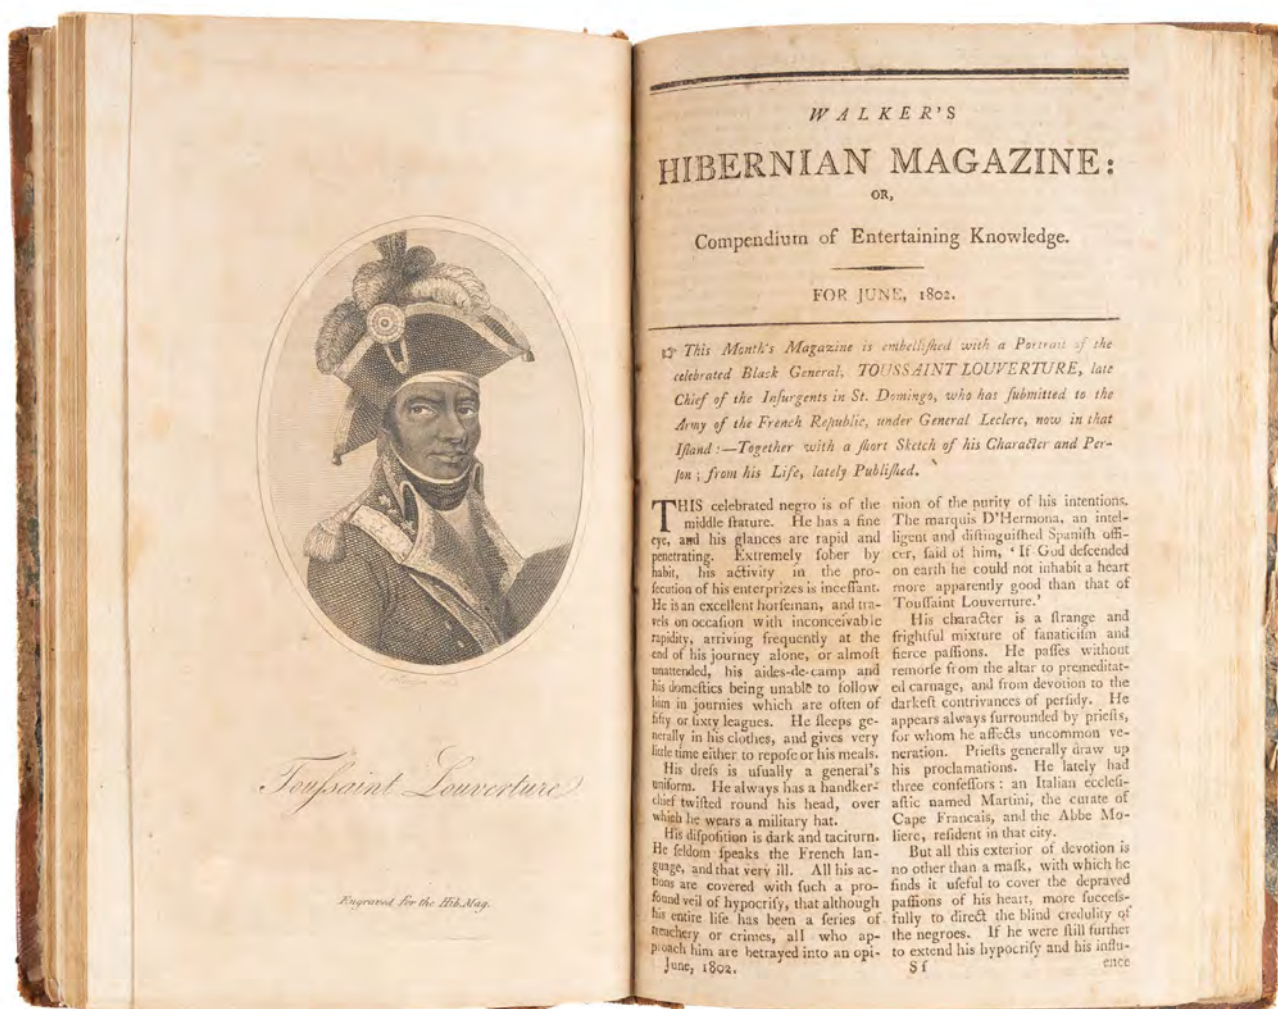 Touſsaint Louverture
Engraved for the Hib. Mag.
WALKER'S
HIBERNIAN MAGAZINE:
OR,
Compendium of Entertaining Knowledge.
FOR JUNE, 1802.
☞ This Month's Magazine is embelliſhed with a Portrait of the
celebrated Black General, TOUSSAINT LOUVERTURE, late
Chief of the Inſurgents in St. Domingo, who has ſubmitted to the
Army of the French Republic, under General Leclerc, now in that
Iſland:—Together with a ſhort Sketch of his Character and Per-
ſon; from his Life, lately Publiſhed.
THIS celebrated negro is of the
middle ſtature. He has a fine
eye, and his glances are rapid and
penetrating. Extremely ſober by
habit, his activity in the pro-
ſecution of his enterprizes is inceſſant.
He is an excellent horſeman, and tra-
vels on occaſion with inconceivable
rapidity, arriving frequently at the
end of his journey alone, or almoſt
unattended, his aides-de-camp and
his domeſtics being unable to follow
him in journies which are often of
fifty or ſixty leagues. He ſleeps ge-
nerally in his clothes, and gives very
little time either to repoſe or his meals.
His dreſs is uſually a general's
uniform. He always has a handker-
chief twiſted round his head, over
which he wears a military hat.
His diſpoſition is dark and taciturn.
He ſeldom ſpeaks the French lan-
guage, and that very ill. All his ac-
tions are covered with ſuch a pro-
found veil of hypocriſy, that although
his entire life has been a ſeries of
treachery or crimes, all who ap-
proach him are betrayed into an opi-
June, 1802.
nion of the purity of his intentions.
The marquis D'Hermona, an intel-
ligent and diſtinguiſhed Spaniſh offi-
cer, ſaid of him, 'If God deſcended
on earth he could not inhabit a heart
more apparently good than that of
Touſſaint Louverture.'
His character is a ſtrange and
frightful mixture of fanaticiſm and
fierce paſſions. He paſſes without
remorſe from the altar to premeditat-
ed carnage, and from devotion to the
darkeſt contrivances of perfidy. He
appears always ſurrounded by prieſts,
for whom he affects uncommon ve-
neration. Prieſts generally draw up
his proclamations. He lately had
three confeſſors: an Italian eccleſi-
aſtic named Martini, the curate of
Cape Francais, and the Abbe Mo-
liere, reſident in that city.
But all this exterior of devotion is
no other than a maſk, with which he
finds it uſeful to cover the depraved
paſſions of his heart, more ſucceſs-
fully to direct the blind credulity of
the negroes. If he were ſtill further
to extend his hypocriſy and his influ-
S ſ
ence